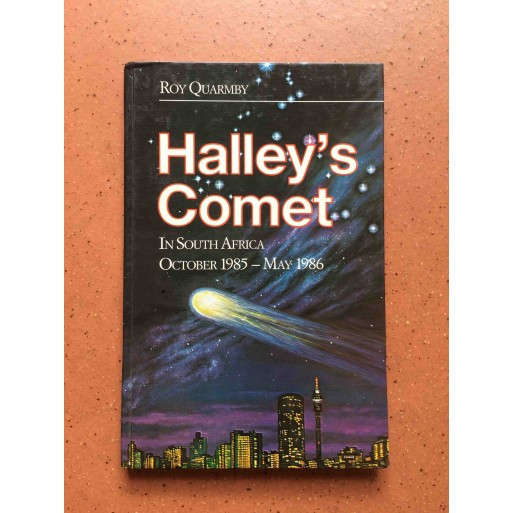 Roy Quarmby
Halley's
Comet
In South Africa
October 1985 – May 1986